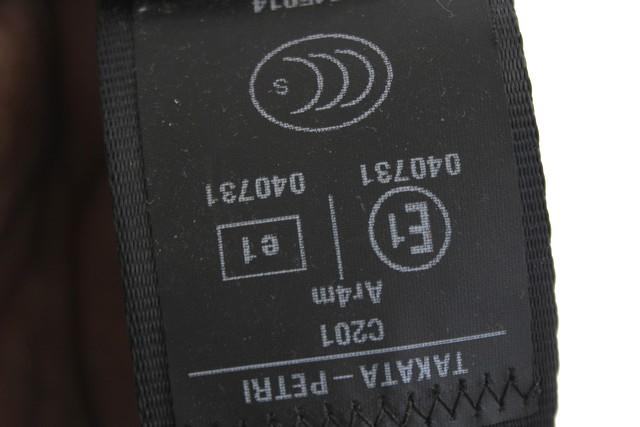 TAKATA-PETRI
C201
Ar4m
E1 e1
040731 040731
S